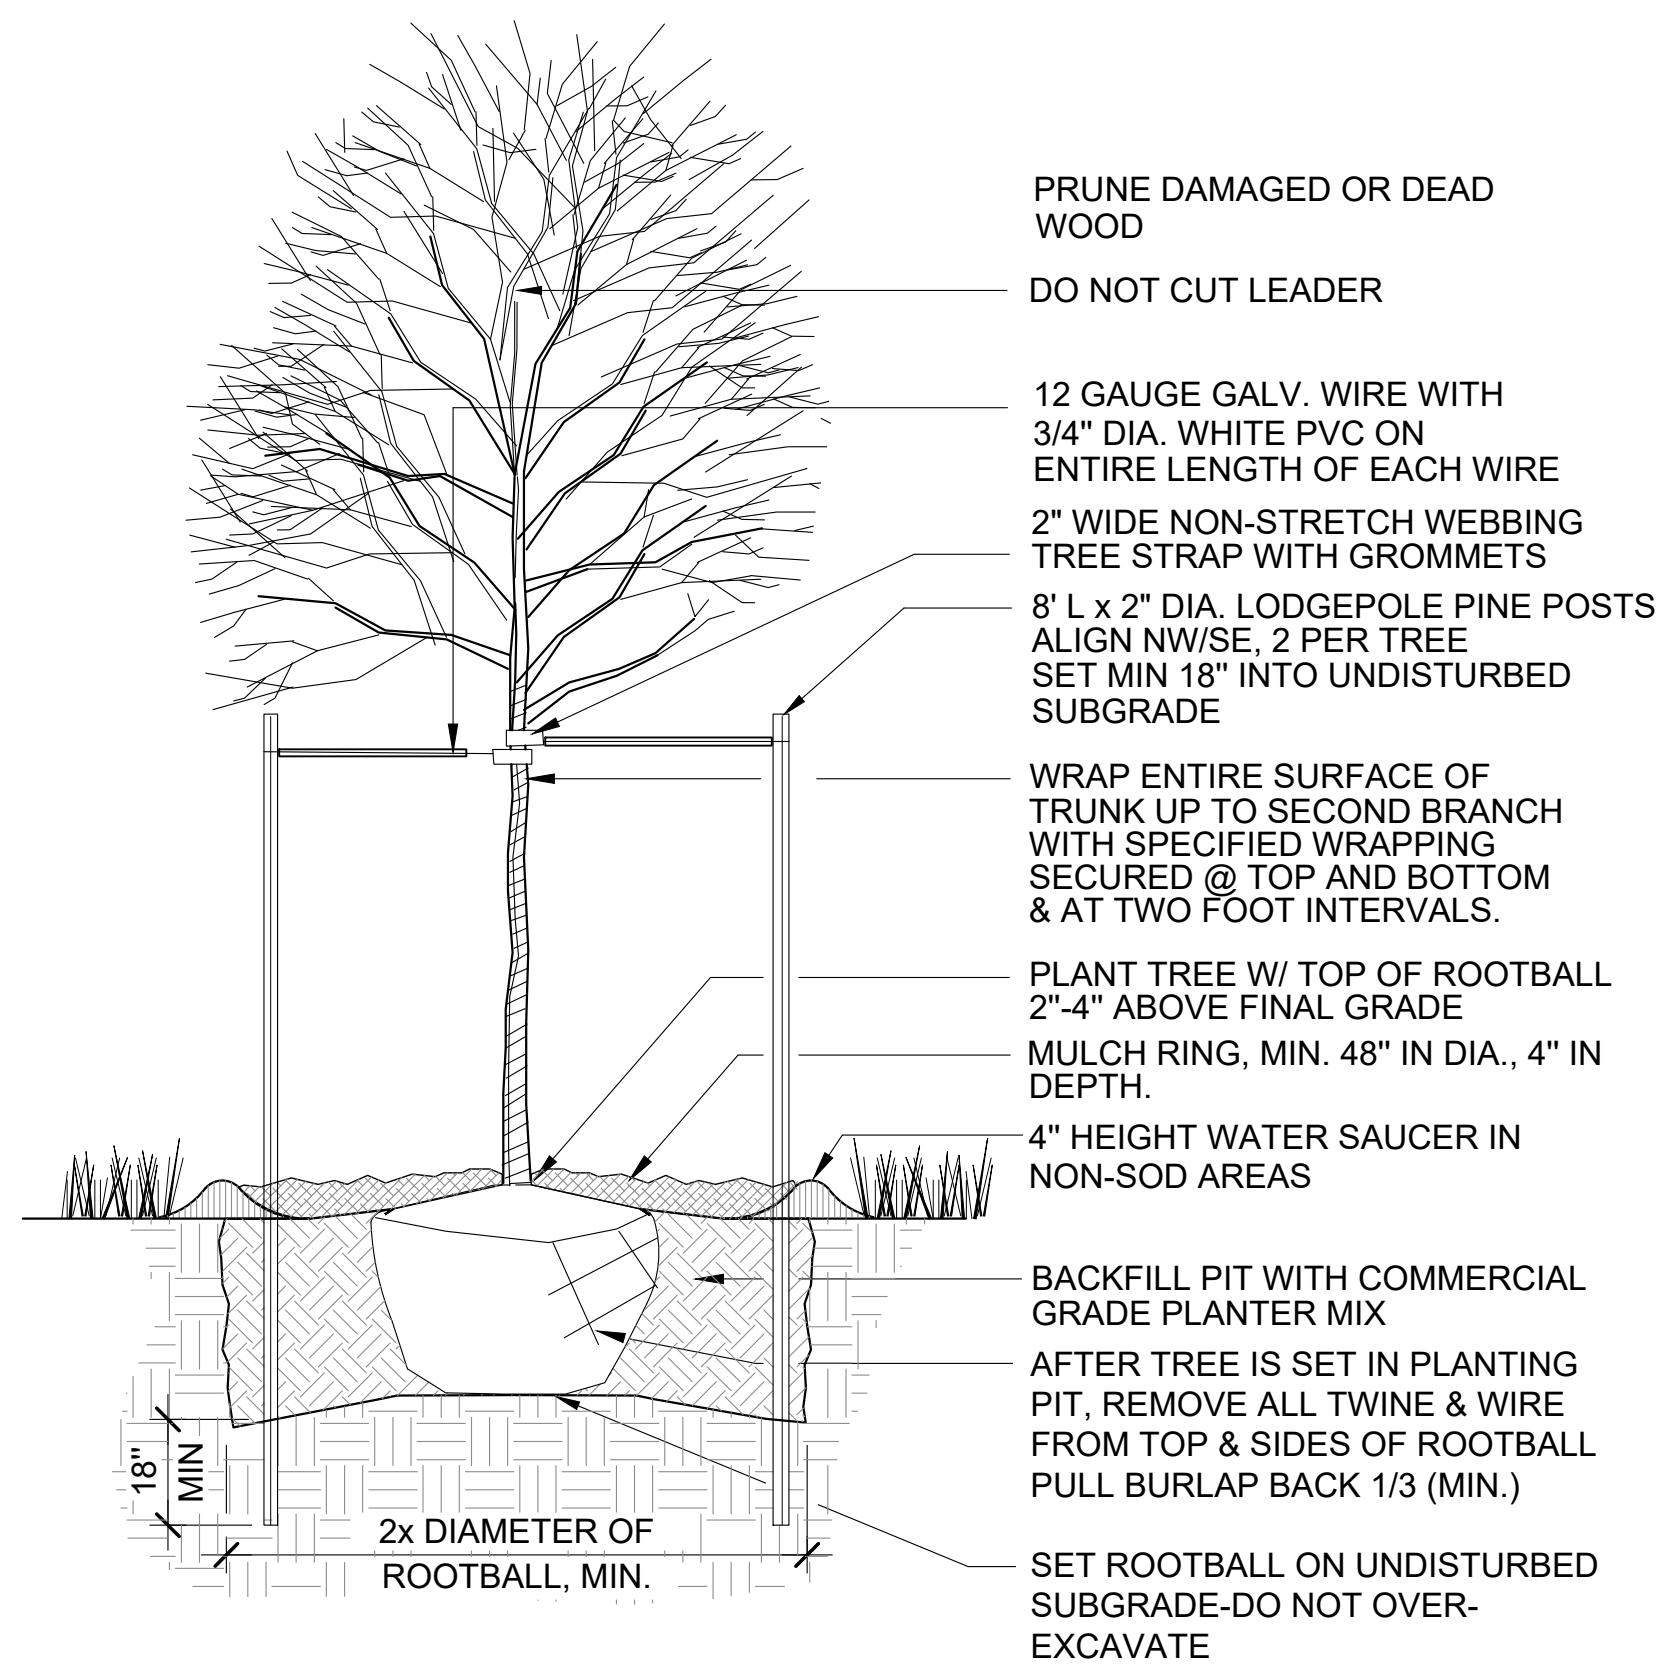 PRUNE DAMAGED OR DEAD
WOOD
DO NOT CUT LEADER
12 GAUGE GALV. WIRE WITH
3/4" DIA. WHITE PVC ON
ENTIRE LENGTH OF EACH WIRE
2" WIDE NON-STRETCH WEBBING
TREE STRAP WITH GROMMETS
8' L x 2" DIA. LODGEPOLE PINE POSTS
ALIGN NW/SE, 2 PER TREE
SET MIN 18" INTO UNDISTURBED
SUBGRADE
WRAP ENTIRE SURFACE OF
TRUNK UP TO SECOND BRANCH
WITH SPECIFIED WRAPPING
SECURED @ TOP AND BOTTOM
& AT TWO FOOT INTERVALS.
PLANT TREE W/ TOP OF ROOTBALL
2"-4" ABOVE FINAL GRADE
MULCH RING, MIN. 48" IN DIA., 4" IN
DEPTH.
4" HEIGHT WATER SAUCER IN
NON-SOD AREAS
BACKFILL PIT WITH COMMERCIAL
GRADE PLANTER MIX
AFTER TREE IS SET IN PLANTING
PIT, REMOVE ALL TWINE & WIRE
FROM TOP & SIDES OF ROOTBALL
PULL BURLAP BACK 1/3 (MIN.)
SET ROOTBALL ON UNDISTURBED
SUBGRADE-DO NOT OVER-
EXCAVATE
18"
MIN
2x DIAMETER OF
ROOTBALL, MIN.